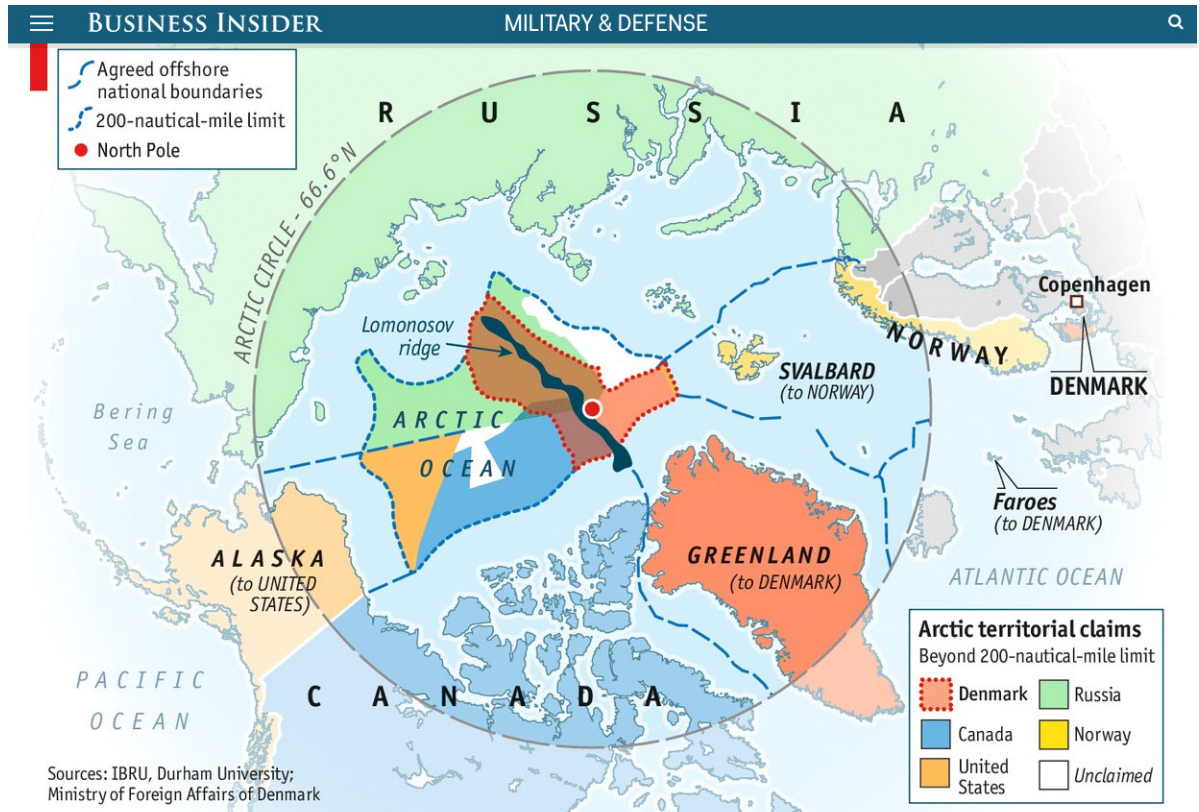 BUSINESS INSIDER
MILITARY & DEFENSE
Agreed offshore
national boundaries
200-nautical-mile limit
North Pole
R U S S I A
ARCTIC CIRCLE - 66.6°N
Lomonosov
ridge
Copenhagen
NORWAY
DENMARK
SVALBARD
(to NORWAY)
Bering
Sea
ARCTIC
OCEAN
Faroes
(to DENMARK)
ALASKA
(to UNITED
STATES)
GREENLAND
(to DENMARK)
ATLANTIC OCEAN
PACIFIC
OCEAN
C A N A D A
Arctic territorial claims
Beyond 200-nautical-mile limit
Denmark
Russia
Canada
Norway
United
States
Unclaimed
Sources: IBRU, Durham University;
Ministry of Foreign Affairs of Denmark